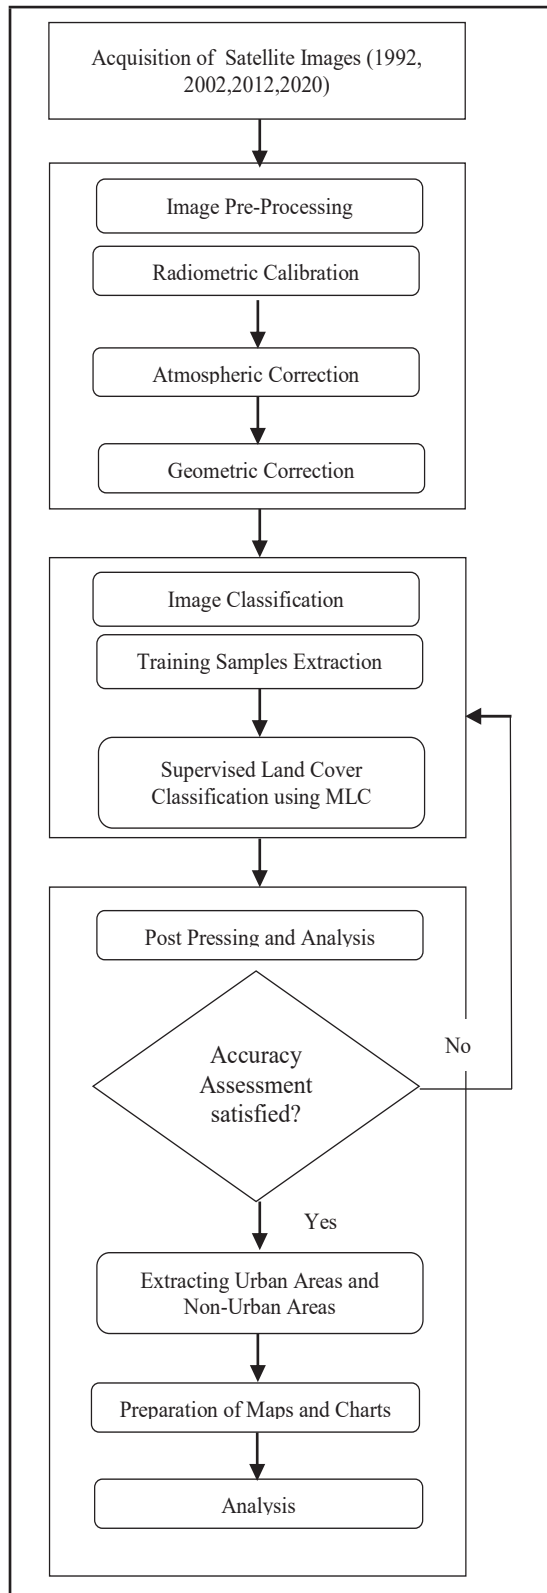 Acquisition of Satellite Images (1992,
2002,2012,2020)
Image Pre-Processing
Radiometric Calibration
Atmospheric Correction
Geometric Correction
Image Classification
Training Samples Extraction
Supervised Land Cover
Classification using MLC
Post Pressing and Analysis
Accuracy
Assessment
satisfied?
No
Yes
Extracting Urban Areas and
Non-Urban Areas
Preparation of Maps and Charts
Analysis